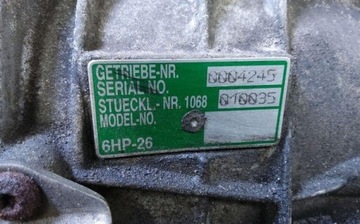 GETRIEBE-NR. 0004245
SERIAL NO.
STUECKL.- NR. 1068 010035
MODEL-NO.
6HP-26